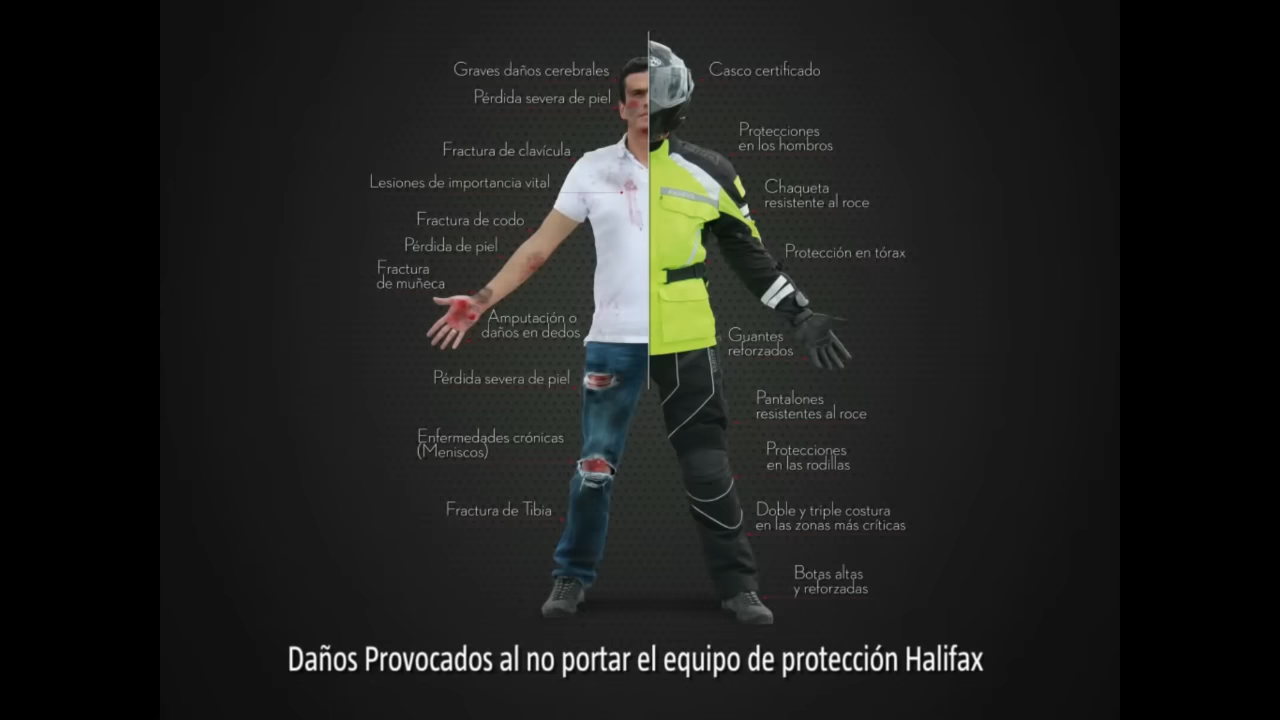 Graves daños cerebrales
Pérdida severa de piel
Fractura de clavícula
Lesiones de importancia vital
Fractura de codo
Pérdida de piel
Fractura
de muñeca
Amputación o
daños en dedos
Pérdida severa de piel
Enfermedades crónicas
(Meniscos)
Fractura de Tibia
Casco certificado
Protecciones
en los hombros
Chaqueta
resistente al roce
Protección en tórax
Guantes
reforzados
Pantalones
resistentes al roce
Protecciones
en las rodillas
Doble y triple costura
en las zonas más críticas
Botas altas
y reforzadas
Daños Provocados al no portar el equipo de protección Halifax